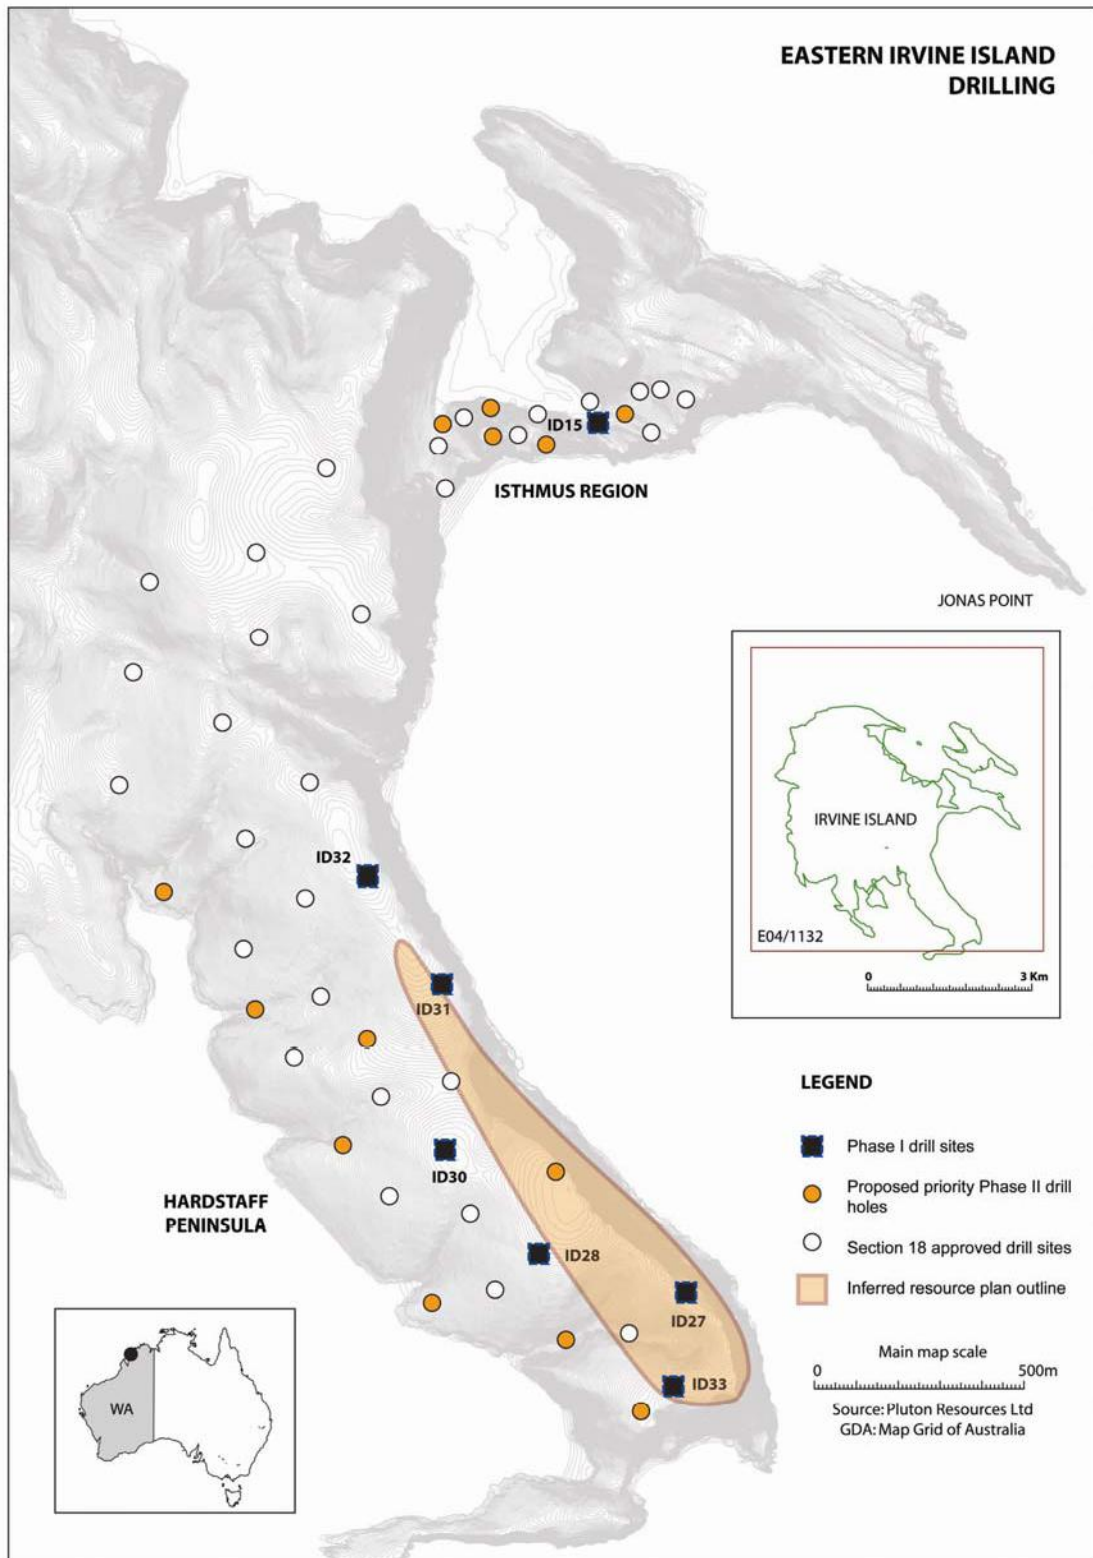 EASTERN IRVINE ISLAND
DRILLING
ID15
ISTHMUS REGION
JONAS POINT
IRVINE ISLAND
E04/1132
0
3 Km
ID32
ID31
ID30
HARDSTAFF
PENINSULA
ID28
ID27
ID33
LEGEND
Phase I drill sites
Proposed priority Phase II drill
holes
Section 18 approved drill sites
Inferred resource plan outline
Main map scale
0
500m
Source: Pluton Resources Ltd
GDA: Map Grid of Australia
WA